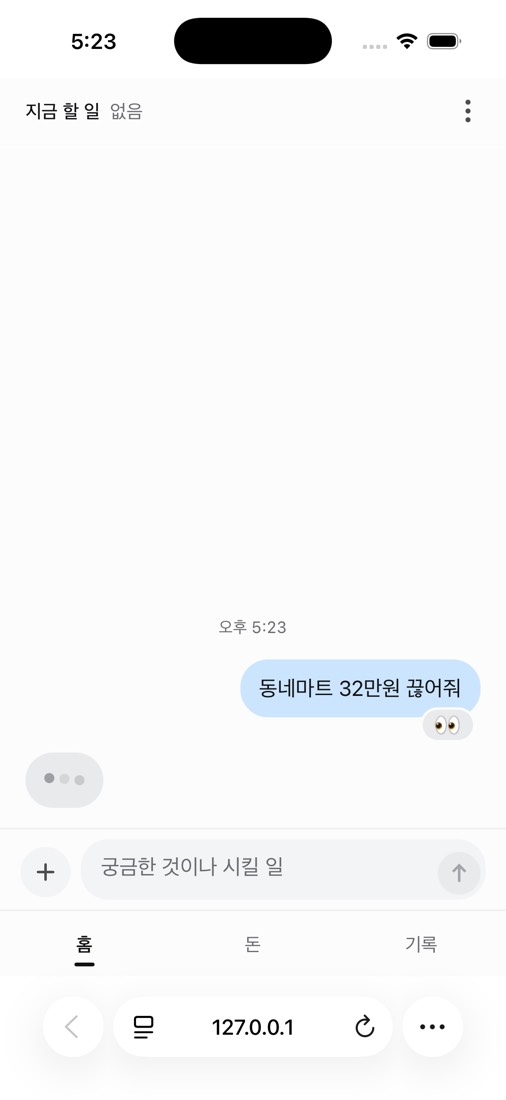 5:23
지금 할 일 없음
오후 5:23
동네마트 32만원 끊어줘
궁금한 것이나 시킬 일
홈
돈
기록
127.0.0.1